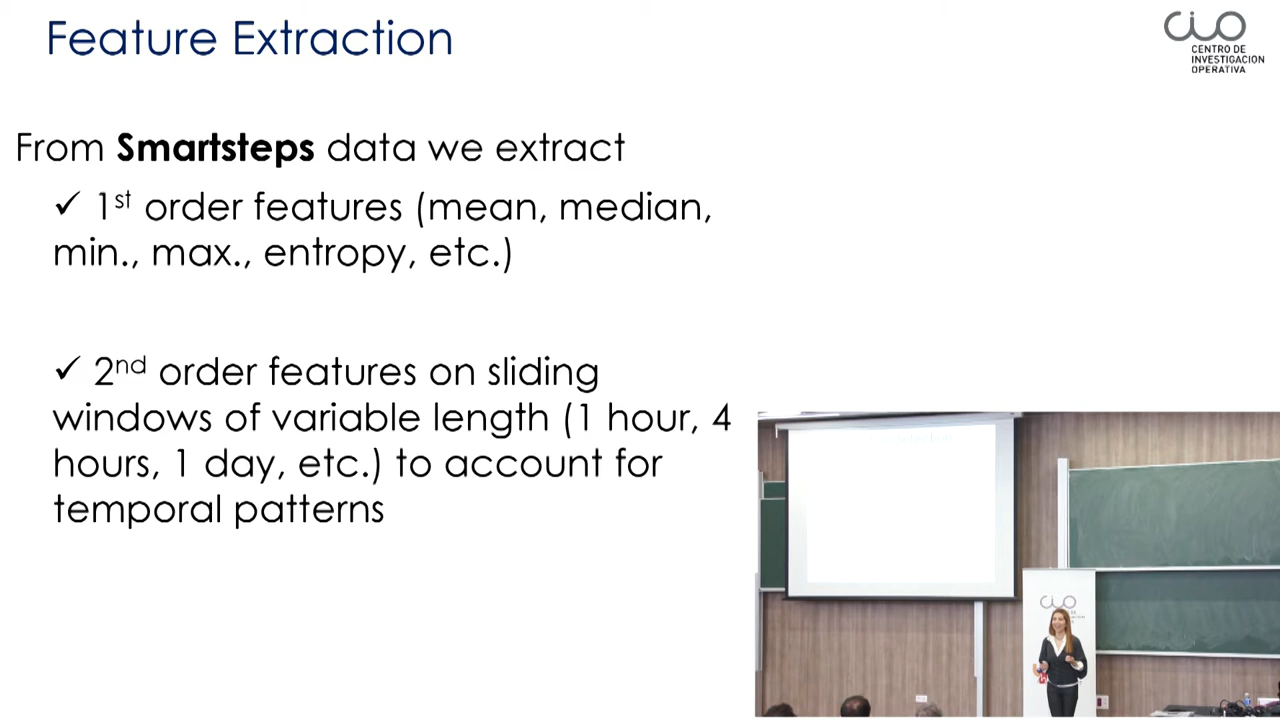 Feature Extraction
CIO
CENTRO DE
INVESTIGACION
OPERATIVA
From Smartsteps data we extract
✓ 1st order features (mean, median,
min., max., entropy, etc.)
✓ 2nd order features on sliding
windows of variable length (1 hour, 4
hours, 1 day, etc.) to account for
temporal patterns
CIO